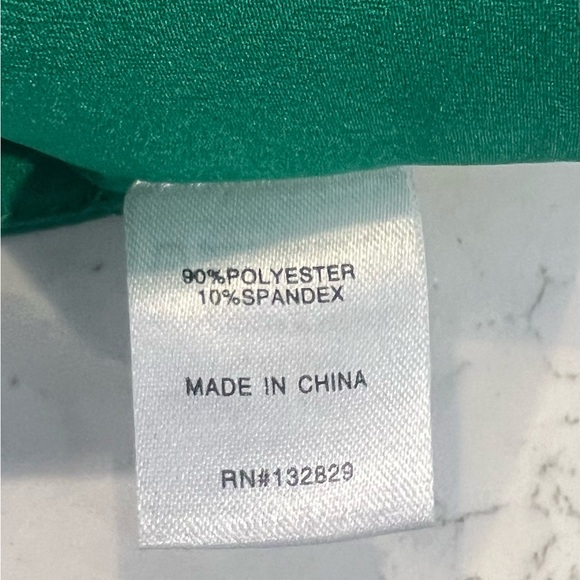 90%POLYESTER
10%SPANDEX
MADE IN CHINA
RN#132829